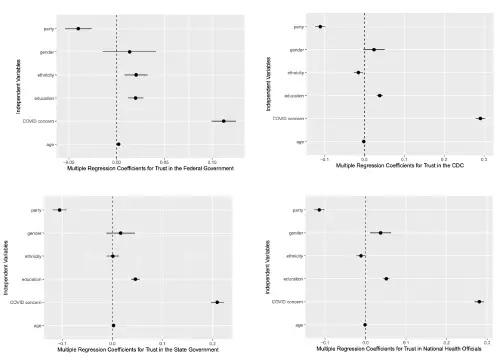 party
gender
ethnicity
education
COVID concern
age
Independent Variables
-0.05 0.00 0.05 0.10
Multiple Regression Coefficients for Trust in the Federal Government
party
gender
ethnicity
education
COVID concern
age
Independent Variables
-0.1 0.0 0.1 0.2 0.3
Multiple Regression Coefficients for Trust in the CDC
party
gender
ethnicity
education
COVID concern
age
Independent Variables
-0.1 0.0 0.1 0.2
Multiple Regression Coefficients for Trust in the State Government
party
gender
ethnicity
education
COVID concern
age
Independent Variables
-0.1 0.0 0.1 0.2 0.3
Multiple Regression Coefficients for Trust in National Health Officials